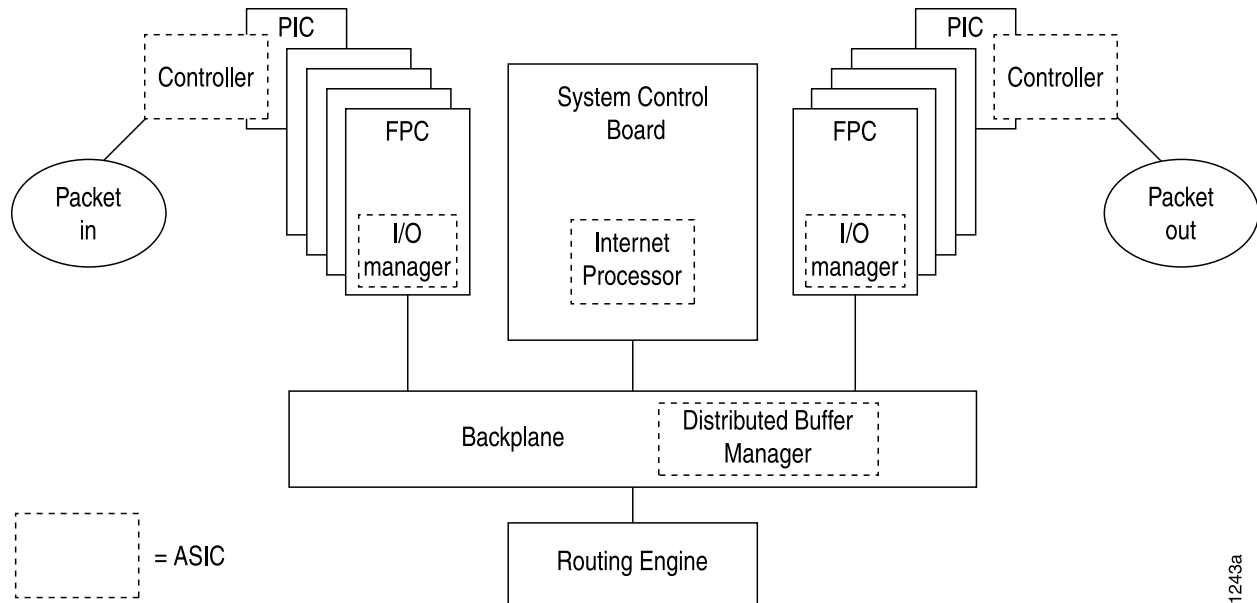 PIC
Controller
FPC
I/O
manager
Packet
in
System Control
Board
Internet
Processor
PIC
Controller
FPC
I/O
manager
Packet
out
Backplane
Distributed Buffer
Manager
Routing Engine
= ASIC
1243a